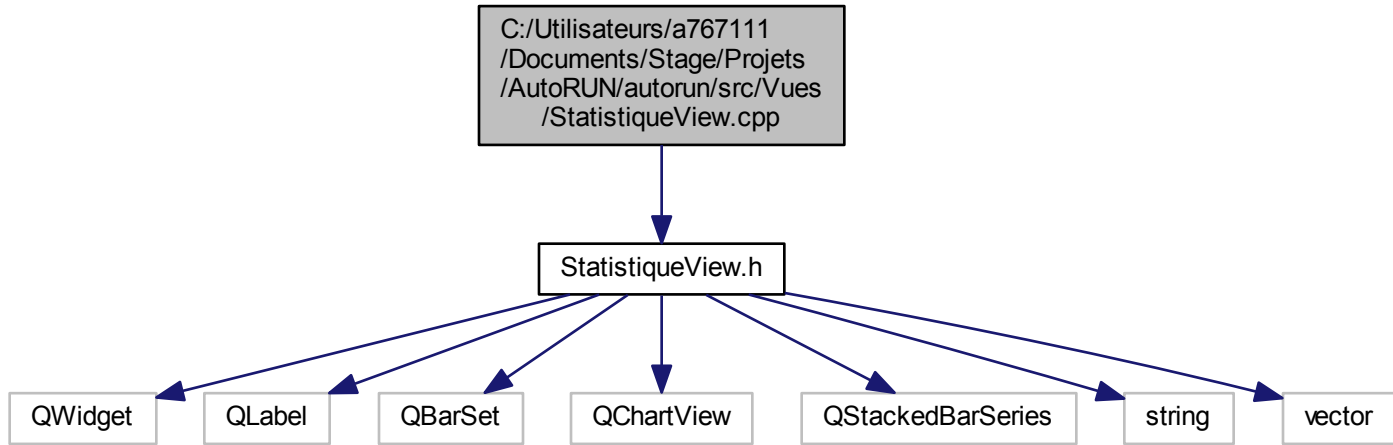 C:/Utilisateurs/a767111
/Documents/Stage/Projets
/AutoRUN/autorun/src/Vues
/StatistiqueView.cpp
StatistiqueView.h
QWidget
QLabel
QBarSet
QChartView
QStackedBarSeries
string
vector